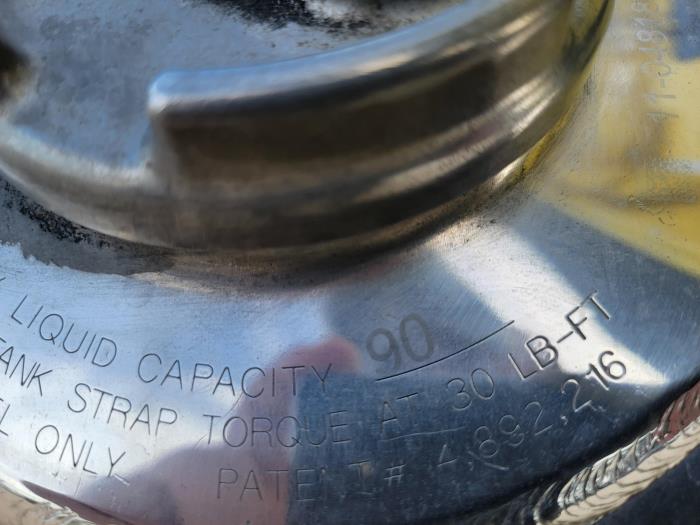 LIQUID CAPACITY 90
TANK STRAP TORQUE AT 30 LB-FT
ONLY PATENT # 4,892,216